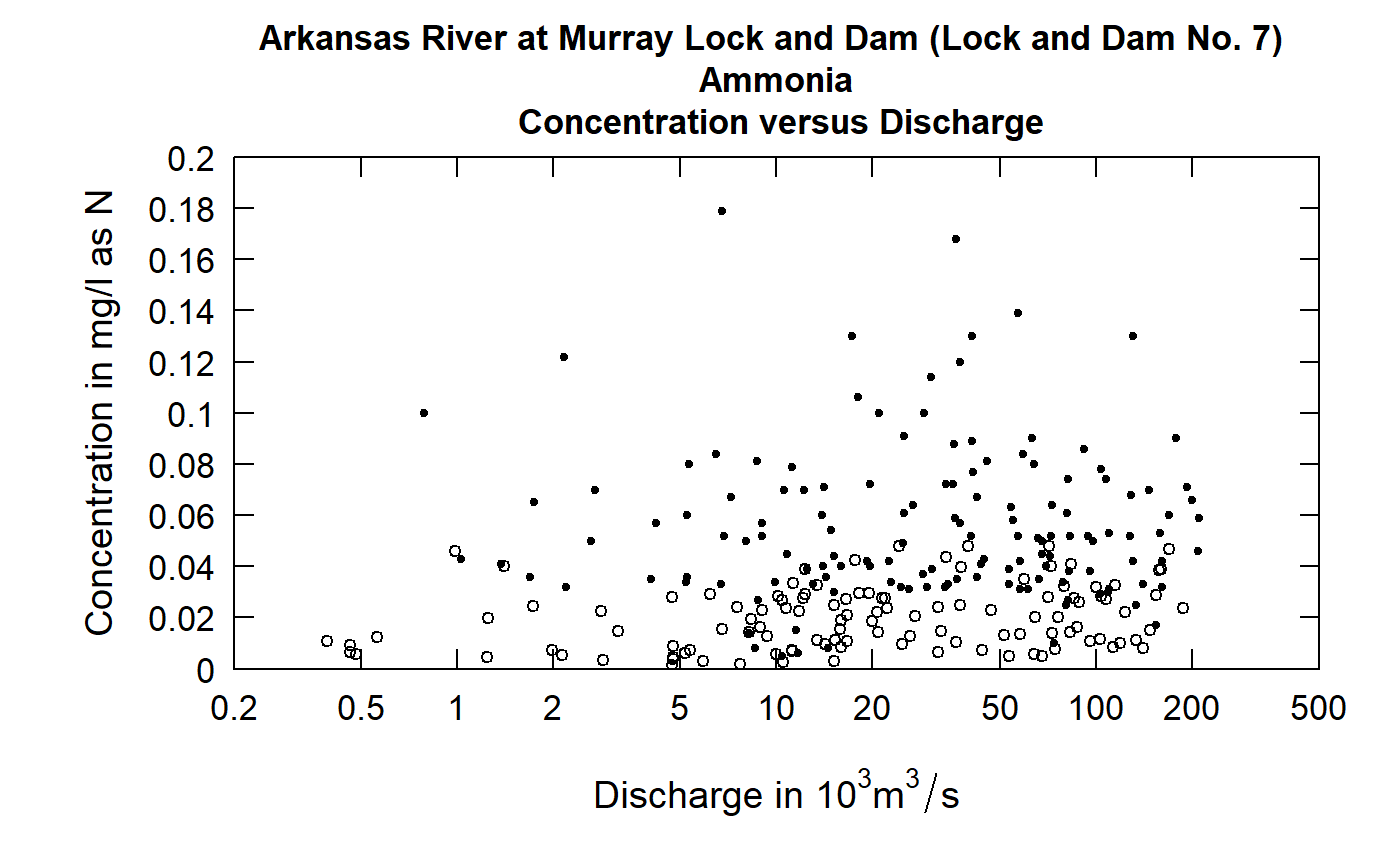 Arkansas River at Murray Lock and Dam (Lock and Dam No. 7)
Ammonia
Concentration versus Discharge
Concentration in mg/l as N
0.2
0.18
0.16
0.14
0.12
0.1
0.08
0.06
0.04
0.02
0
0.2 0.5 1 2 5 10 20 50 100 200 500
Discharge in 10³m³/s